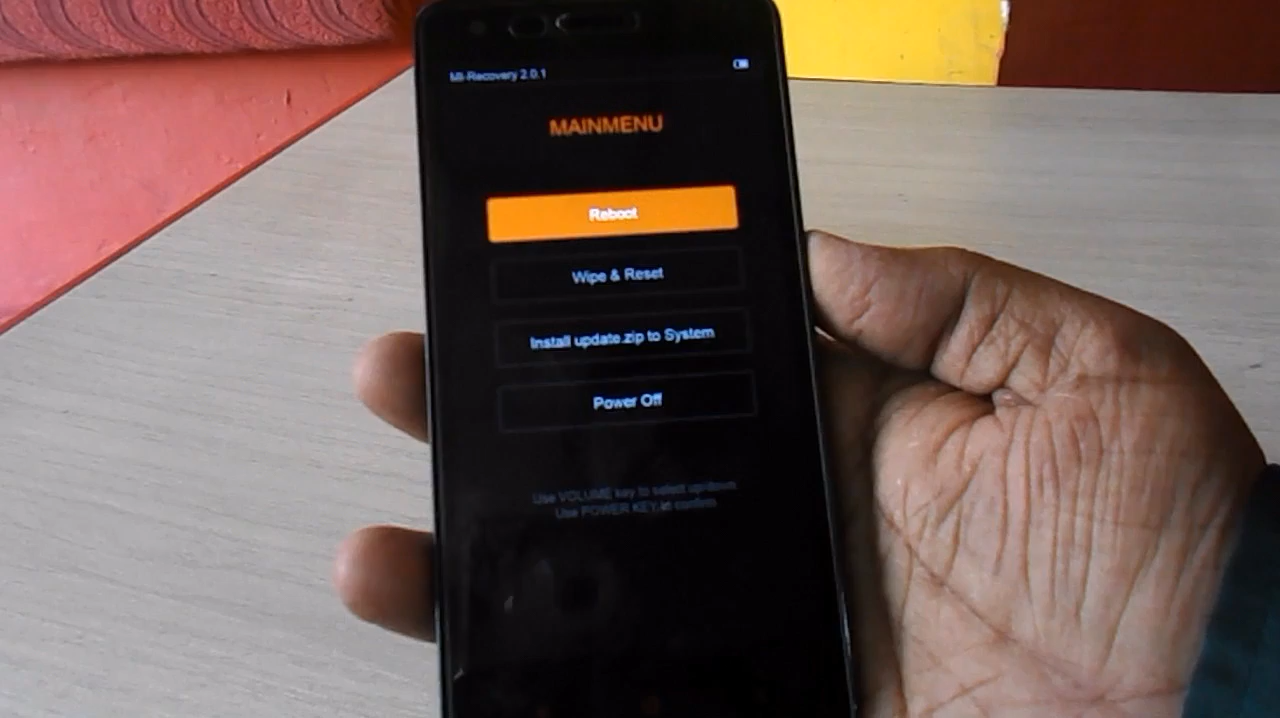 MI-Recovery 2.0.1
MAINMENU
Reboot
Wipe & Reset
Install update.zip to System
Power Off
Use VOLUME key to select up/down
Use POWER KEY to confirm